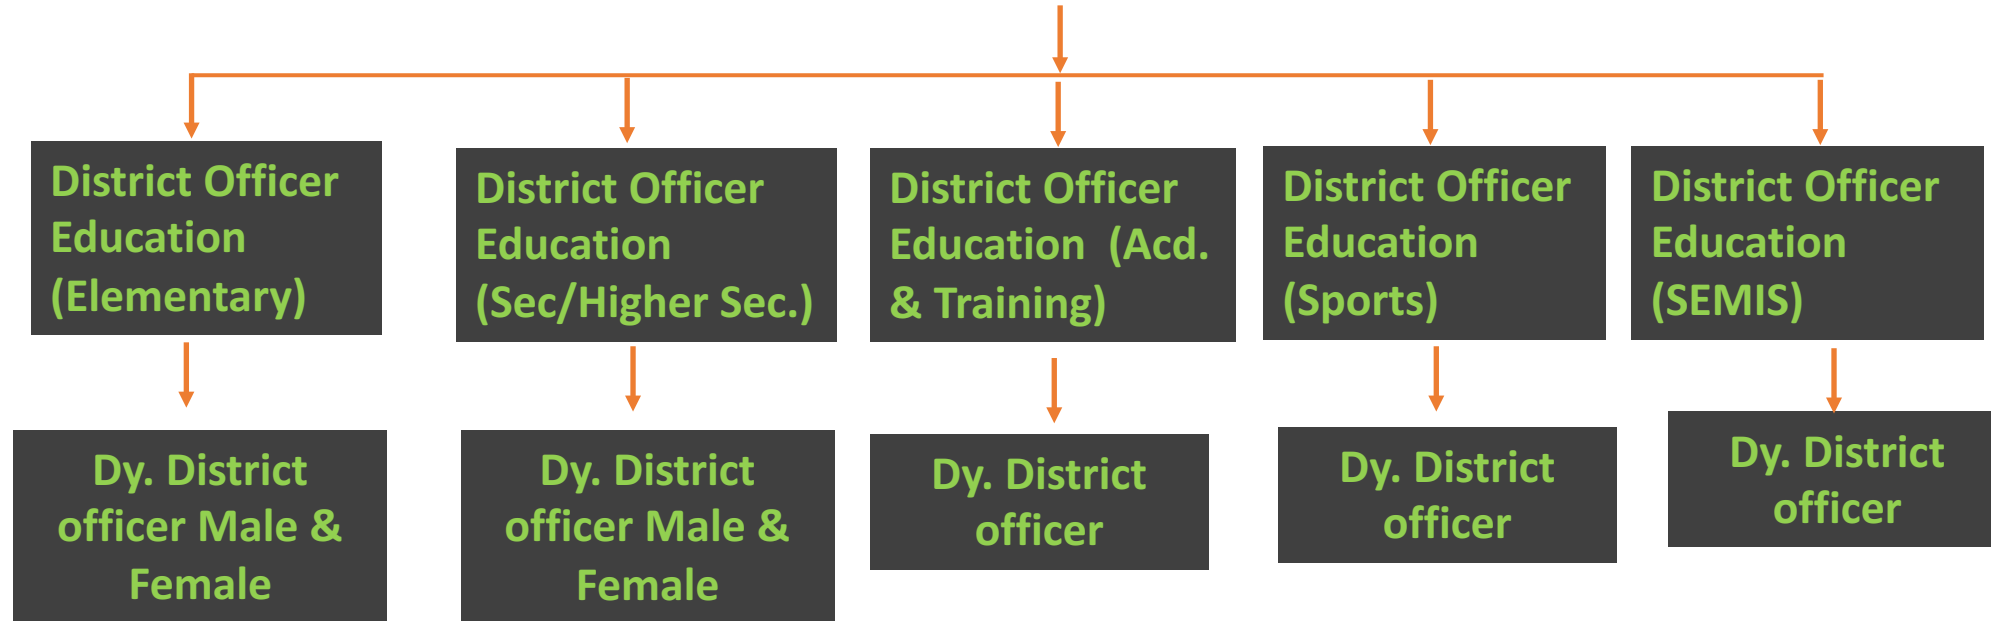 District Officer
Education
(Elementary)
District Officer
Education
(Sec/Higher Sec.)
District Officer
Education  (Acd.
& Training)
District Officer
Education
(Sports)
District Officer
Education
(SEMIS)
Dy. District
officer Male &
Female
Dy. District
officer Male &
Female
Dy. District
officer
Dy. District
officer
Dy. District
officer